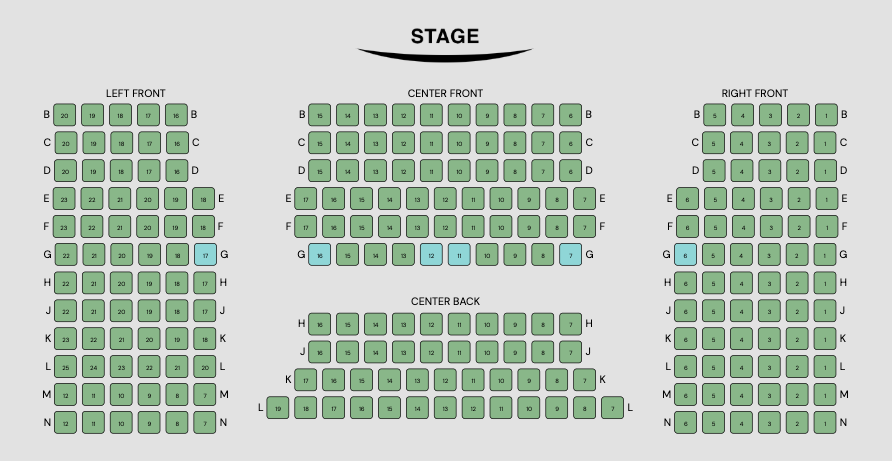 STAGE
LEFT FRONT CENTER FRONT RIGHT FRONT
B 20 19 18 17 16 B B 15 14 13 12 11 10 9 8 7 6 B B 5 4 3 2 1 B
C 20 19 18 17 16 C C 15 14 13 12 11 10 9 8 7 6 C C 5 4 3 2 1 C
D 20 19 18 17 16 D D 15 14 13 12 11 10 9 8 7 6 D D 5 4 3 2 1 D
E 23 22 21 20 19 18 E E 17 16 15 14 13 12 11 10 9 8 7 E E 6 5 4 3 2 1 E
F 23 22 21 20 19 18 F F 17 16 15 14 13 12 11 10 9 8 7 F F 6 5 4 3 2 1 F
G 22 21 20 19 18 17 G G 16 15 14 13 12 11 10 9 8 7 G G 6 5 4 3 2 1 G
H 22 21 20 19 18 17 H H 6 5 4 3 2 1 H
CENTER BACK
J 22 21 20 19 18 17 J H 16 15 14 13 12 11 10 9 8 7 H J 6 5 4 3 2 1 J
K 23 22 21 20 19 18 K J 16 15 14 13 12 11 10 9 8 7 J K 6 5 4 3 2 1 K
L 25 24 23 22 21 20 L K 17 16 15 14 13 12 11 10 9 8 7 K L 6 5 4 3 2 1 L
M 12 11 10 9 8 7 M L 19 18 17 16 15 14 13 12 11 10 9 8 7 L M 6 5 4 3 2 1 M
N 12 11 10 9 8 7 N N 6 5 4 3 2 1 N